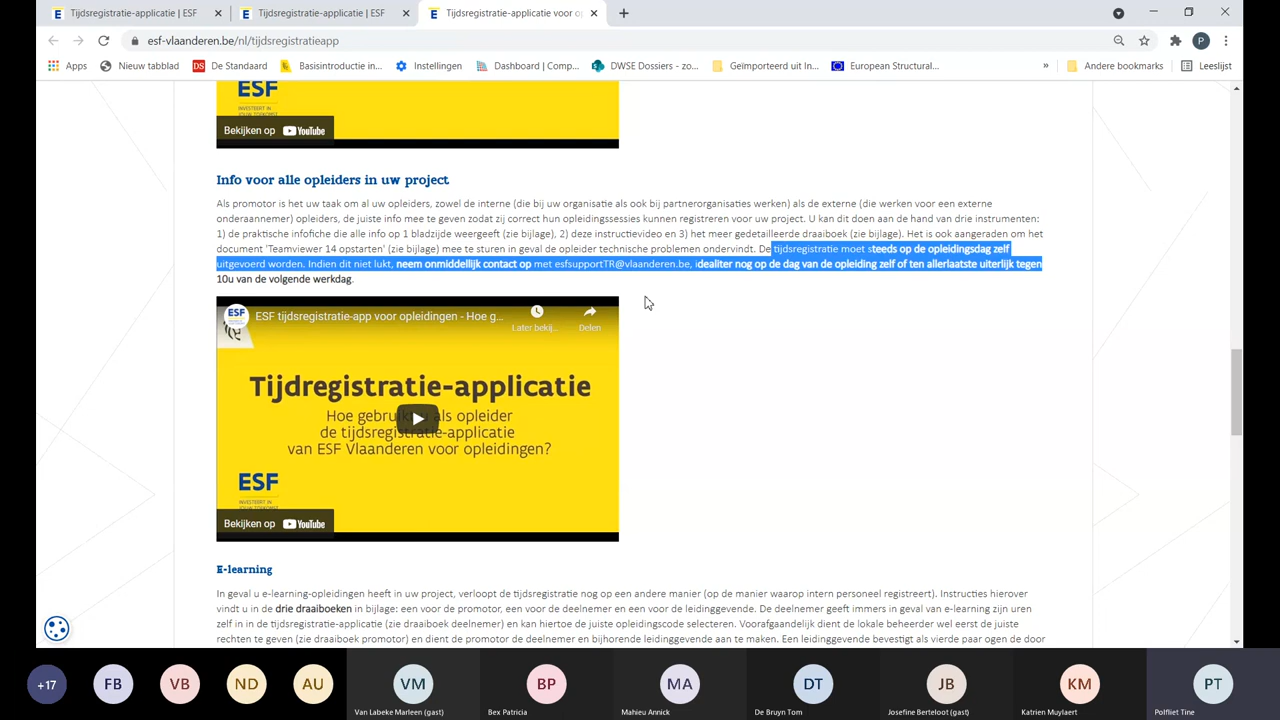 Tijdsregistratie-applicatie | ESF
Tijdsregistratie-applicatie | ESF
Tijdsregistratie-applicatie voor op
esf-vlaanderen.be/nl/tijdsregistratieapp
P
Apps
Nieuw tabblad
DS De Standaard
Basisintroductie in...
Instellingen
Dashboard | Comp...
DWSE Dossiers - zo...
Geïmporteerd uit In...
European Structural...
»
Andere bookmarks
Leeslijst
ESF
INVESTEERT IN
JOUW TOEKOMST
Bekijken op YouTube
Info voor alle opleiders in uw project
Als promotor is het uw taak om al uw opleiders, zowel de interne (die bij uw organisatie als ook bij partnerorganisaties werken) als de externe (die werken voor een externe
onderaannemer) opleiders, de juiste info mee te geven zodat zij correct hun opleidingssessies kunnen registreren voor uw project. U kan dit doen aan de hand van drie instrumenten:
1) de praktische infofiche die alle info op 1 bladzijde weergeeft (zie bijlage), 2) deze instructievideo en 3) het meer gedetailleerde draaiboek (zie bijlage). Het is ook aangeraden om het
document 'Teamviewer 14 opstarten' (zie bijlage) mee te sturen in geval de opleider technische problemen ondervindt. De tijdsregistratie moet steeds op de opleidingsdag zelf
uitgevoerd worden. Indien dit niet lukt, neem onmiddellijk contact op met esfsupportTR@vlaanderen.be, idealiter nog op de dag van de opleiding zelf of ten allerlaatste uiterlijk tegen
10u van de volgende werkdag.
ESF
ESF tijdsregistratie-app voor opleidingen - Hoe g...
Later bekij...
Delen
Tijdregistratie-applicatie
Hoe gebruikt u als opleider
de tijdsregistratie-applicatie
van ESF Vlaanderen voor opleidingen?
ESF
INVESTEERT IN
JOUW TOEKOMST
Bekijken op YouTube
E-learning
In geval u e-learning-opleidingen heeft in uw project, verloopt de tijdsregistratie nog op een andere manier (op de manier waarop intern personeel registreert). Instructies hierover
vindt u in de drie draaiboeken in bijlage: een voor de promotor, een voor de deelnemer en een voor de leidinggevende. De deelnemer geeft immers in geval van e-learning zijn uren
zelf in in de tijdsregistratie-applicatie (zie draaiboek deelnemer) en kan hiertoe de juiste opleidingscode selecteren. Voorafgaandelijk dient de lokale beheerder wel eerst de juiste
rechten te geven (zie draaiboek promotor) en dient de promotor de deelnemer en bijhorende leidinggevende aan te maken. Een leidinggevende bevestigt als vierde paar ogen de door
+17
FB
VB
ND
AU
VM
Van Labeke Marleen (gast)
BP
Bex Patricia
MA
Mahieu Annick
DT
De Bruyn Tom
JB
Josefine Berteloot (gast)
KM
Katrien Muylaert
PT
Polfliet Tine